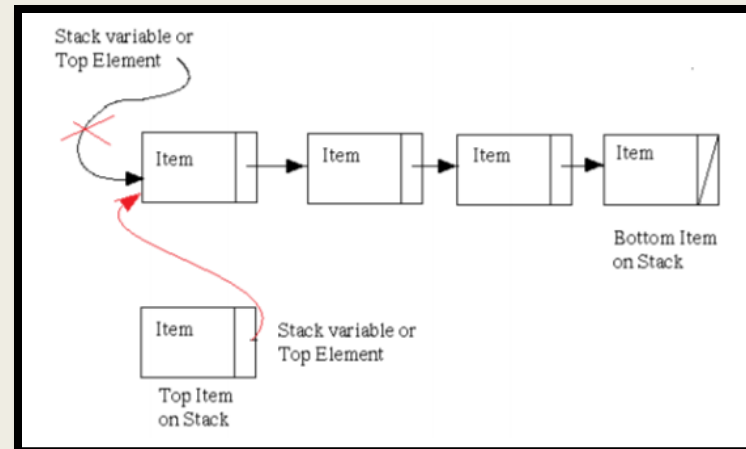 Stack variable or
Top Element
Item
Item
Item
Item
Bottom Item
on Stack
Item
Stack variable or
Top Element
Top Item
on Stack